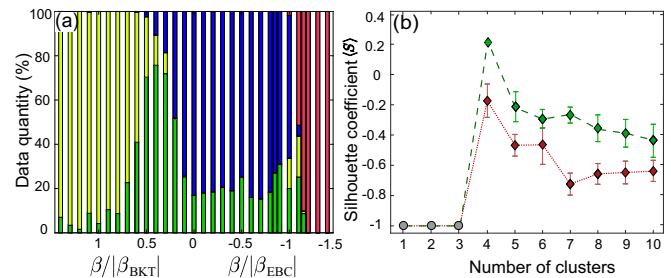 (a)
Data quantity (%)
100
80
60
40
20
0
1 0.5 0 -0.5 -1 -1.5
β/|β_BKT| β/|β_EBC|
(b)
Silhouette coefficient ⟨S⟩
0.4
0.2
0
-0.2
-0.4
-0.6
-0.8
-1
1 2 3 4 5 6 7 8 9 10
Number of clusters